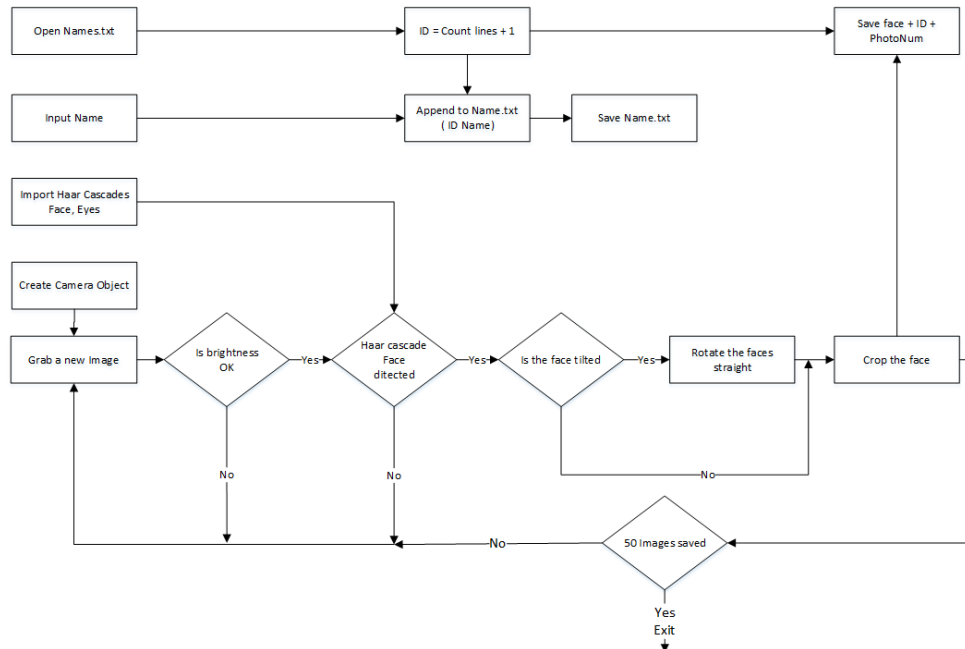 Open Names.txt
ID = Count lines + 1
Save face + ID +
PhotoNum
Input Name
Append to Name.txt
( ID Name)
Save Name.txt
Import Haar Cascades
Face, Eyes
Create Camera Object
Grab a new Image
Is brightness
OK
Yes
Haar cascade
Face
ditected
Yes
Is the face tilted
Yes
Rotate the faces
straight
Crop the face
No
No
No
50 Images saved
No
Yes
Exit